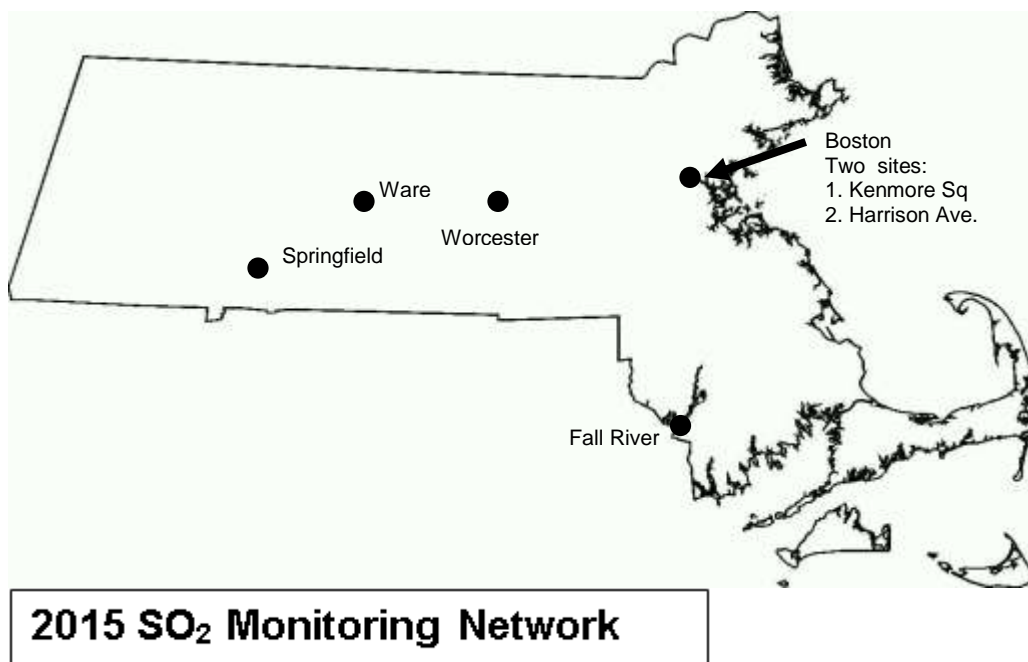 Boston
Two sites:
1. Kenmore Sq
2. Harrison Ave.
Ware
Worcester
Springfield
Fall River
2015 SO₂ Monitoring Network